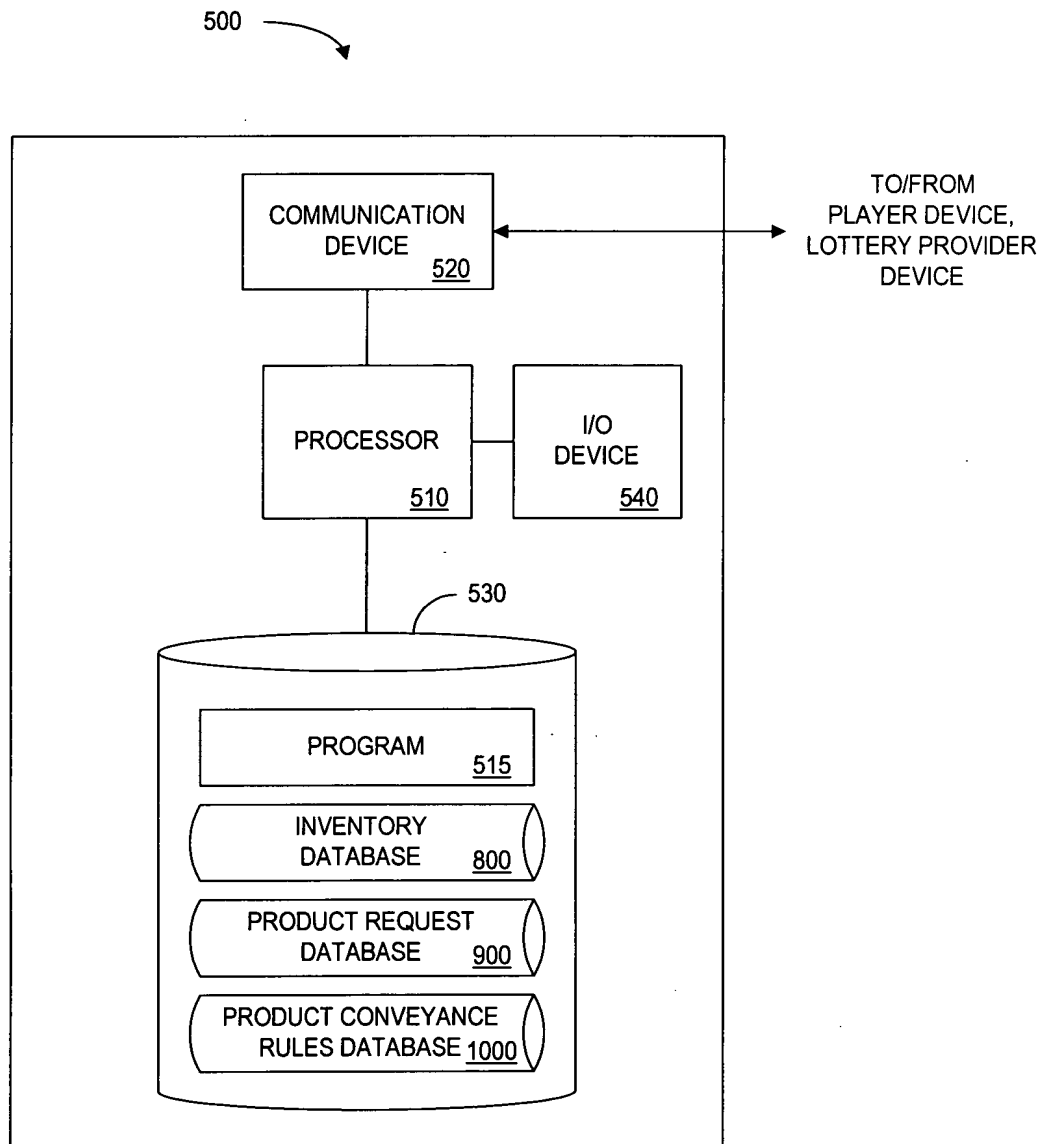 500
COMMUNICATION
DEVICE
520
TO/FROM
PLAYER DEVICE,
LOTTERY PROVIDER
DEVICE
PROCESSOR
510
I/O
DEVICE
540
530
PROGRAM
515
INVENTORY
DATABASE
800
PRODUCT REQUEST
DATABASE
900
PRODUCT CONVEYANCE
RULES DATABASE 1000